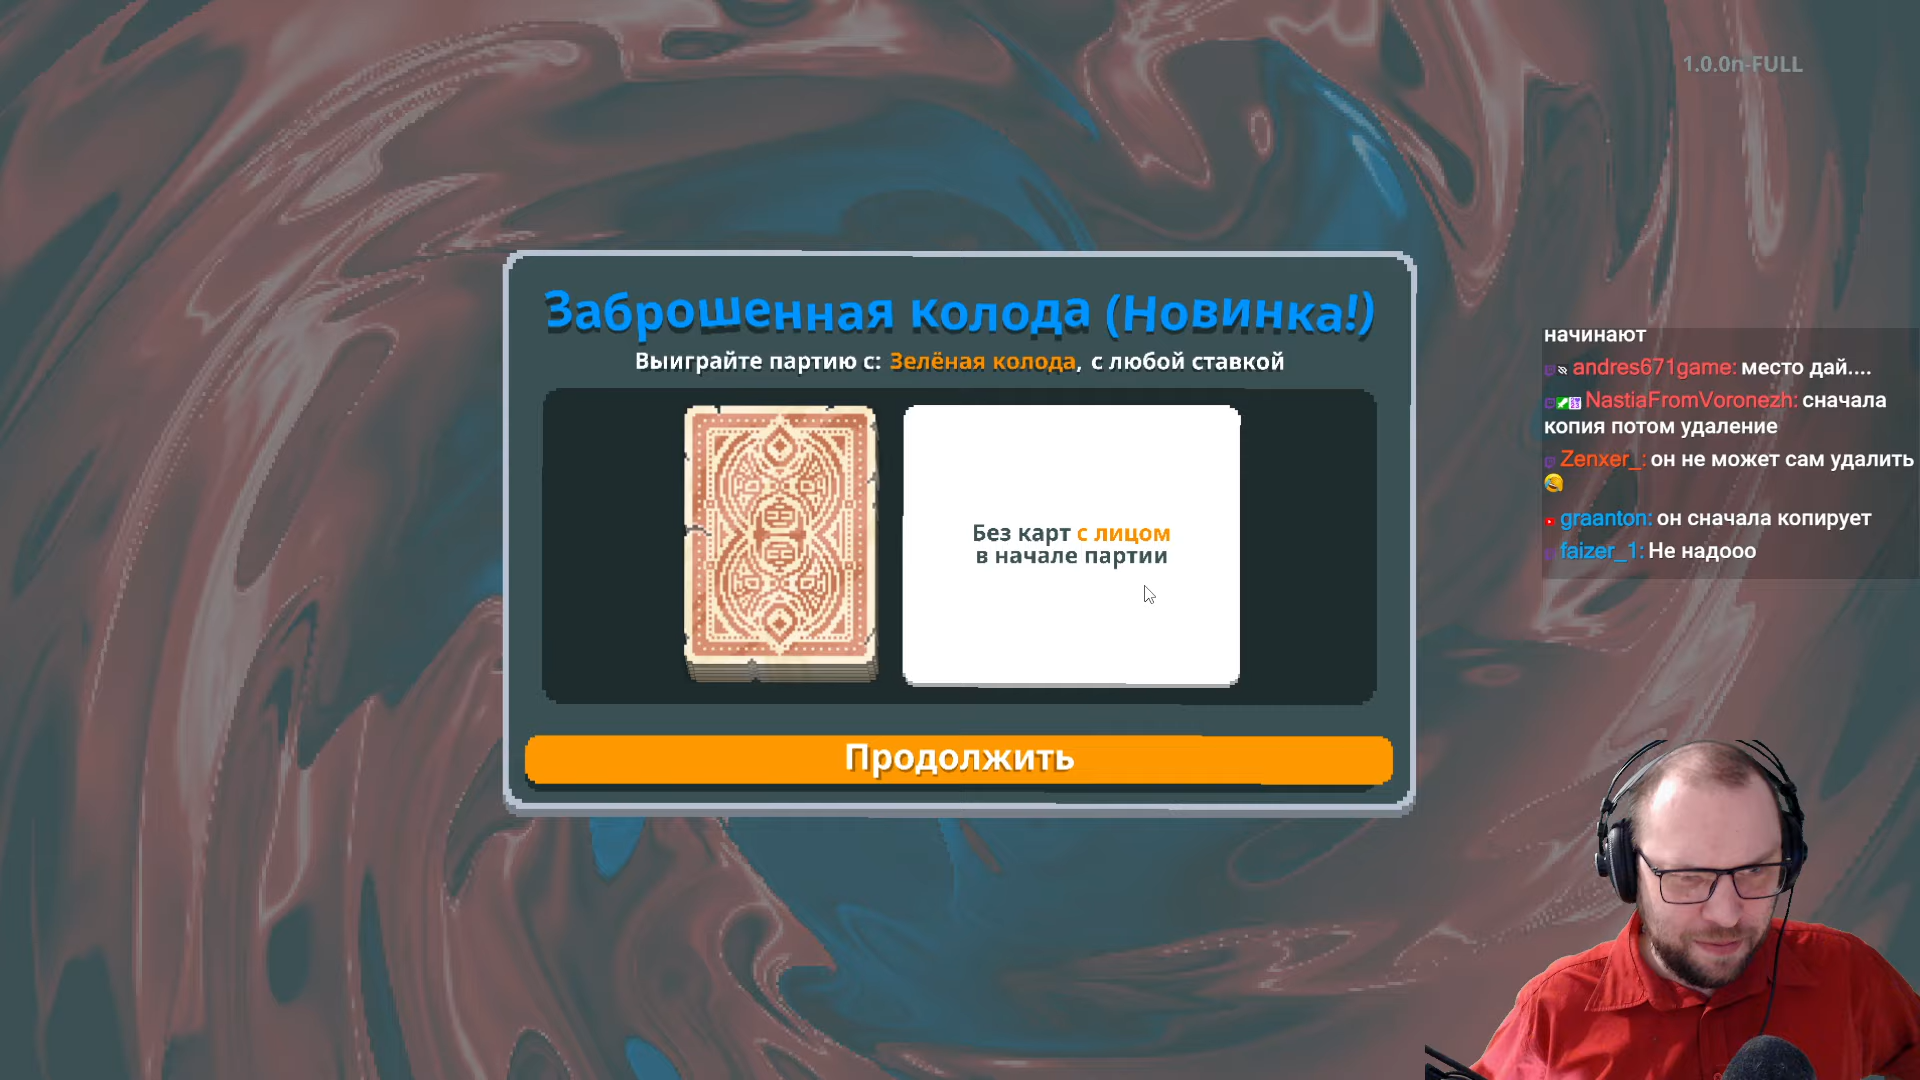 1.0.0n-FULL
Заброшенная колода (Новинка!)
Выиграйте партию с: Зелёная колода, с любой ставкой
Без карт с лицом
в начале партии
Продолжить
начинают
andres671game: место дай....
NastiaFromVoronezh: сначала
копия потом удаление
Zenxer_: он не может сам удалить
graanton: он сначала копирует
faizer_1: Не надооо